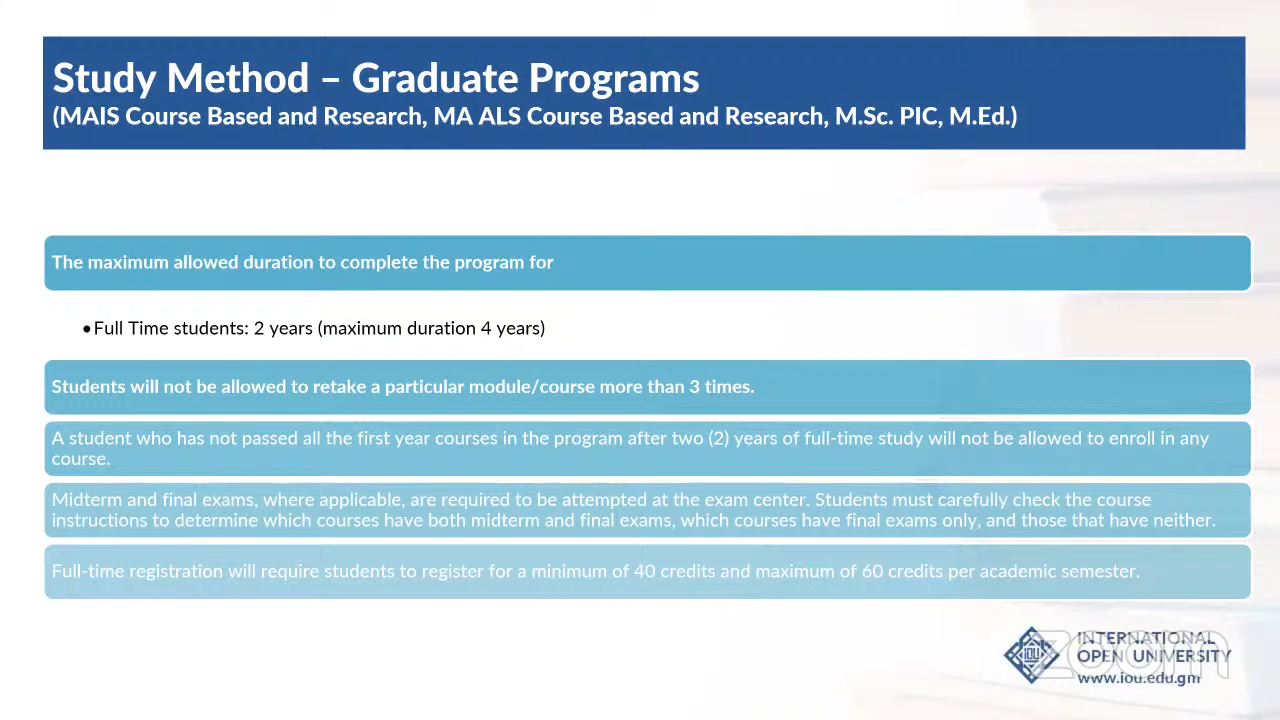 Study Method – Graduate Programs
(MAIS Course Based and Research, MA ALS Course Based and Research, M.Sc. PIC, M.Ed.)
The maximum allowed duration to complete the program for
•Full Time students: 2 years (maximum duration 4 years)
Students will not be allowed to retake a particular module/course more than 3 times.
A student who has not passed all the first year courses in the program after two (2) years of full-time study will not be allowed to enroll in any
course.
Midterm and final exams, where applicable, are required to be attempted at the exam center. Students must carefully check the course
instructions to determine which courses have both midterm and final exams, which courses have final exams only, and those that have neither.
Full-time registration will require students to register for a minimum of 40 credits and maximum of 60 credits per academic semester.
IOU
INTERNATIONAL
OPEN UNIVERSITY
www.iou.edu.gm
zoom